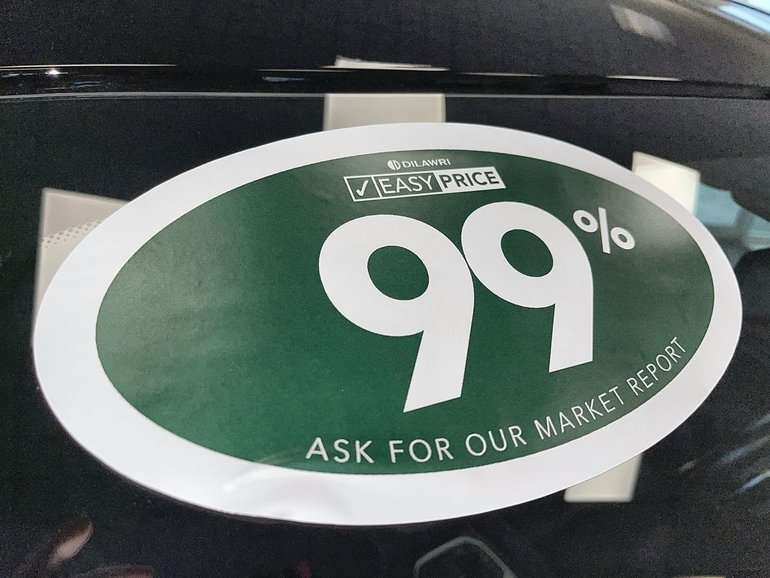 DILAWRI
✓ EASY PRICE
99%
ASK FOR OUR MARKET REPORT